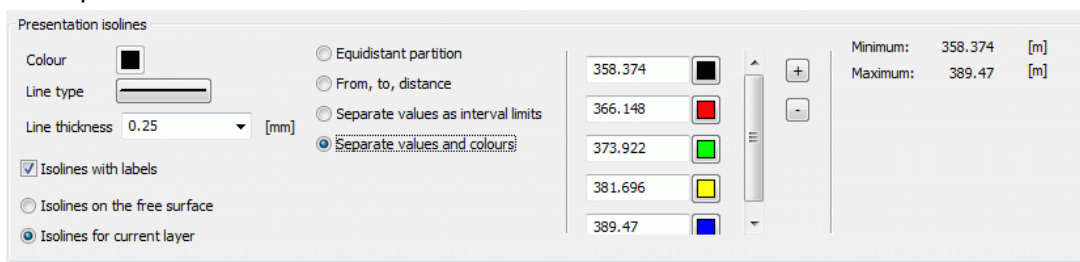 Presentation isolines
Colour
Line type
Line thickness 0.25 [mm]
Isolines with labels
Isolines on the free surface
Isolines for current layer
Equidistant partition
From, to, distance
Separate values as interval limits
Separate values and colours
358.374
366.148
373.922
381.696
389.47
+
-
Minimum: 358.374 [m]
Maximum: 389.47 [m]